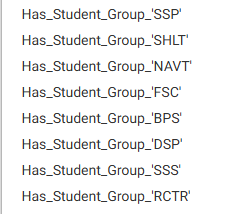 Has_Student_Group_'SSP'
Has_Student_Group_'SHLT'
Has_Student_Group_'NAVT'
Has_Student_Group_'FSC'
Has_Student_Group_'BPS'
Has_Student_Group_'DSP'
Has_Student_Group_'SSS'
Has_Student_Group_'RCTR'